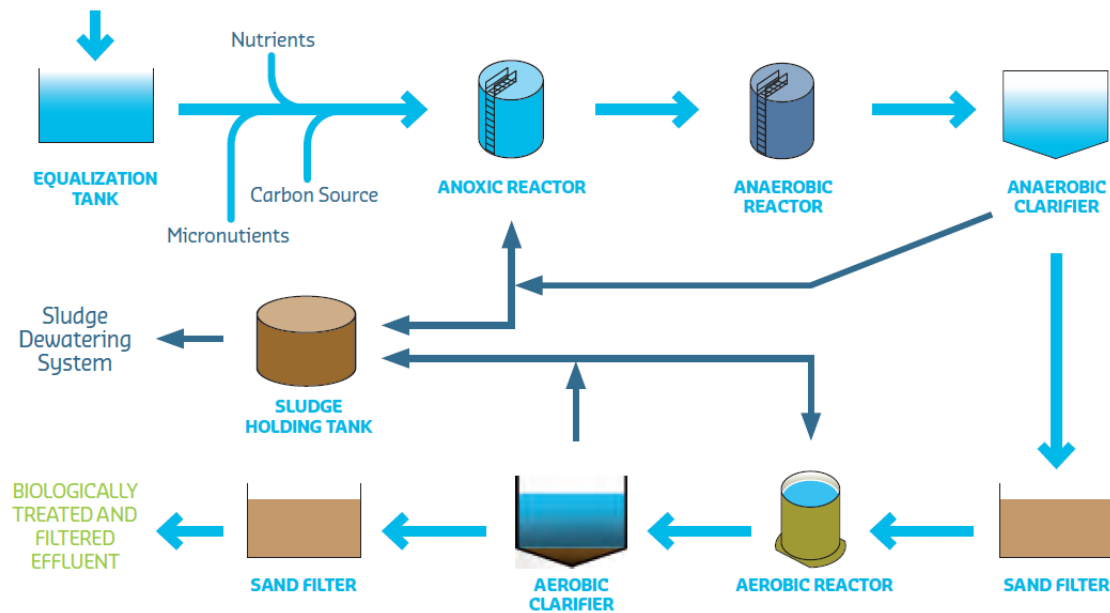 Nutrients
EQUALIZATION
TANK
Carbon Source
Micronutients
ANOXIC REACTOR
ANAEROBIC
REACTOR
ANAEROBIC
CLARIFIER
Sludge
Dewatering
System
SLUDGE
HOLDING TANK
BIOLOGICALLY
TREATED AND
FILTERED
EFFLUENT
SAND FILTER
AEROBIC
CLARIFIER
AEROBIC REACTOR
SAND FILTER